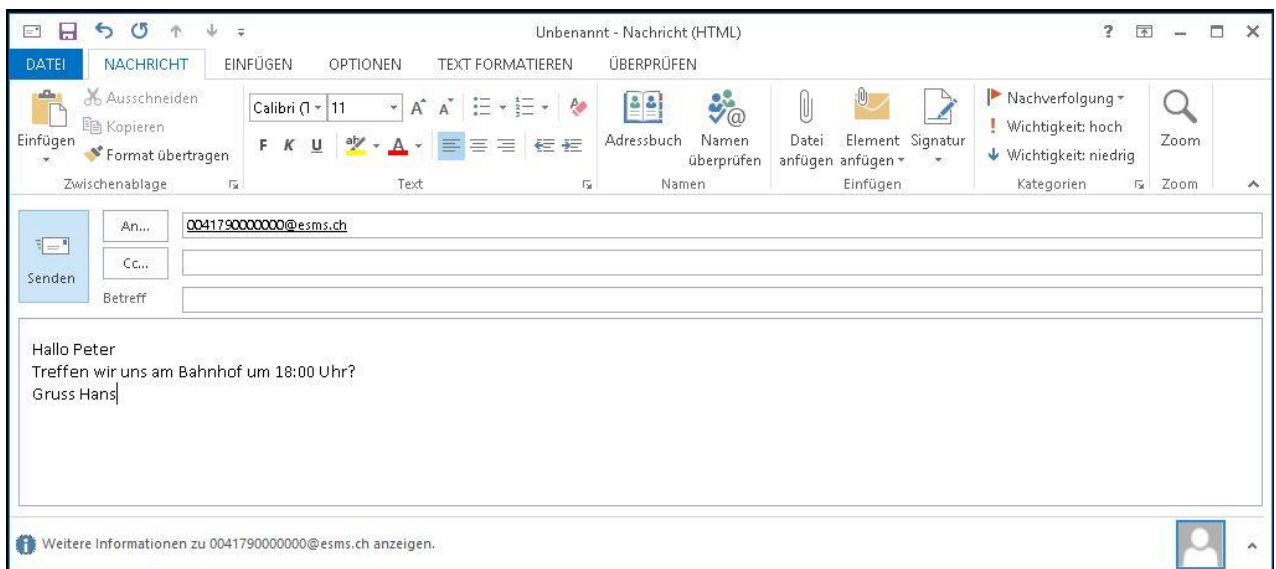 Unbenannt - Nachricht (HTML)
?
DATEI NACHRICHT EINFÜGEN OPTIONEN TEXT FORMATIEREN ÜBERPRÜFEN
Einfügen
Ausschneiden
Kopieren
Format übertragen
Zwischenablage
Calibri (T 11
F K U
Text
Adressbuch
Namen
überprüfen
Namen
Datei
anfügen
Element
anfügen
Signatur
Einfügen
Nachverfolgung
Wichtigkeit: hoch
Wichtigkeit: niedrig
Kategorien
Zoom
Zoom
Senden
An... 0041790000000@esms.ch
Cc...
Betreff
Hallo Peter
Treffen wir uns am Bahnhof um 18:00 Uhr?
Gruss Hans
Weitere Informationen zu 0041790000000@esms.ch anzeigen.